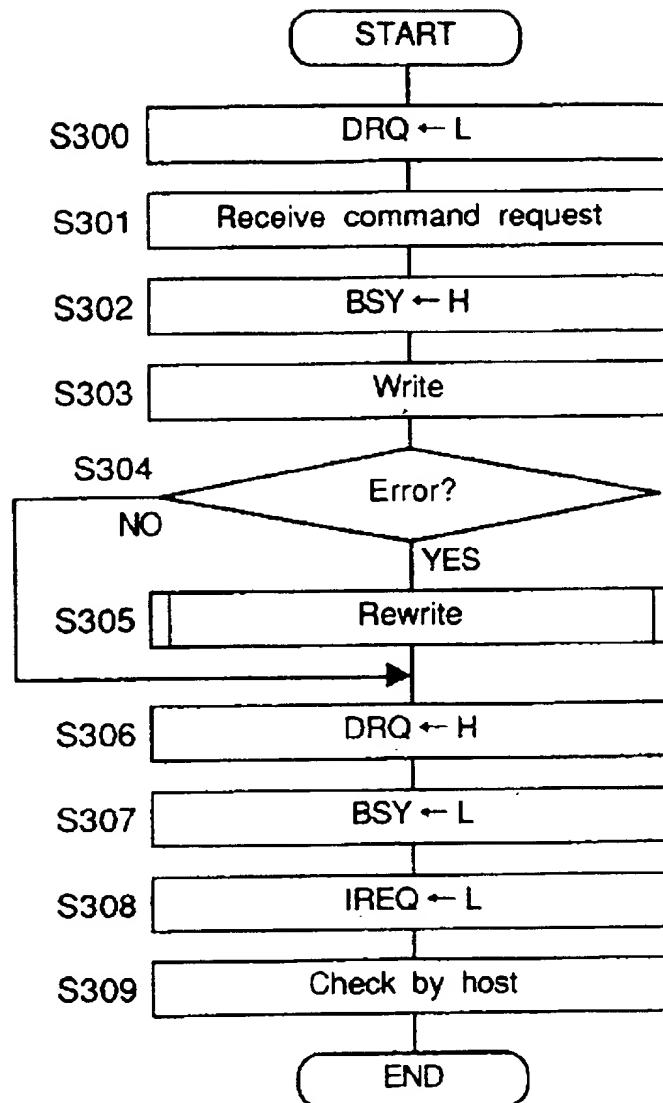 START
S300 DRQ ← L
S301 Receive command request
S302 BSY ← H
S303 Write
S304 Error?
NO
YES
S305 Rewrite
S306 DRQ ← H
S307 BSY ← L
S308 IREQ ← L
S309 Check by host
END